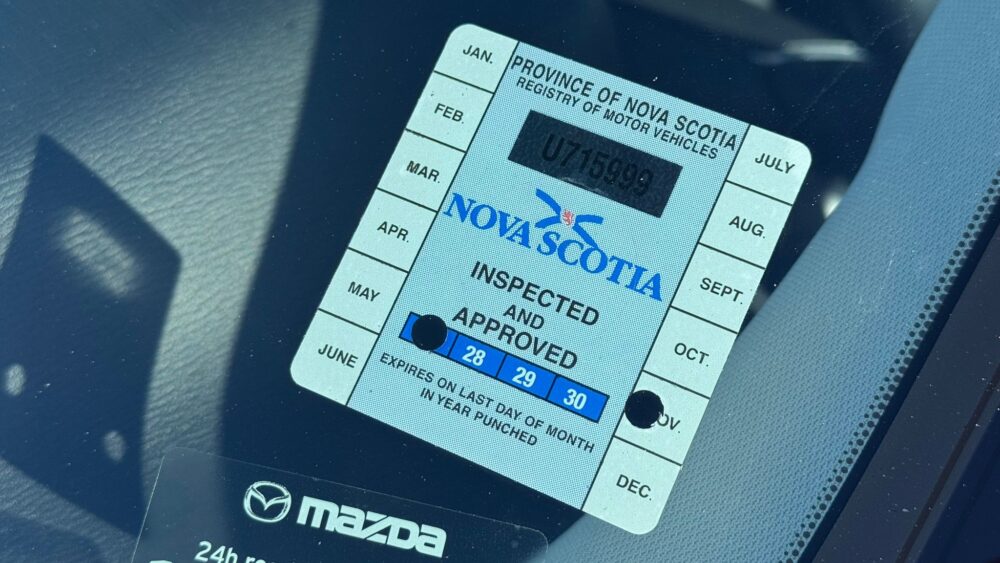 JAN.
FEB.
MAR.
APR.
MAY
JUNE
PROVINCE OF NOVA SCOTIA
REGISTRY OF MOTOR VEHICLES
U715999
NOVA SCOTIA
INSPECTED
AND
APPROVED
28 29 30
EXPIRES ON LAST DAY OF MONTH
IN YEAR PUNCHED
JULY
AUG.
SEPT.
OCT.
OV.
DEC.
mazda
24h